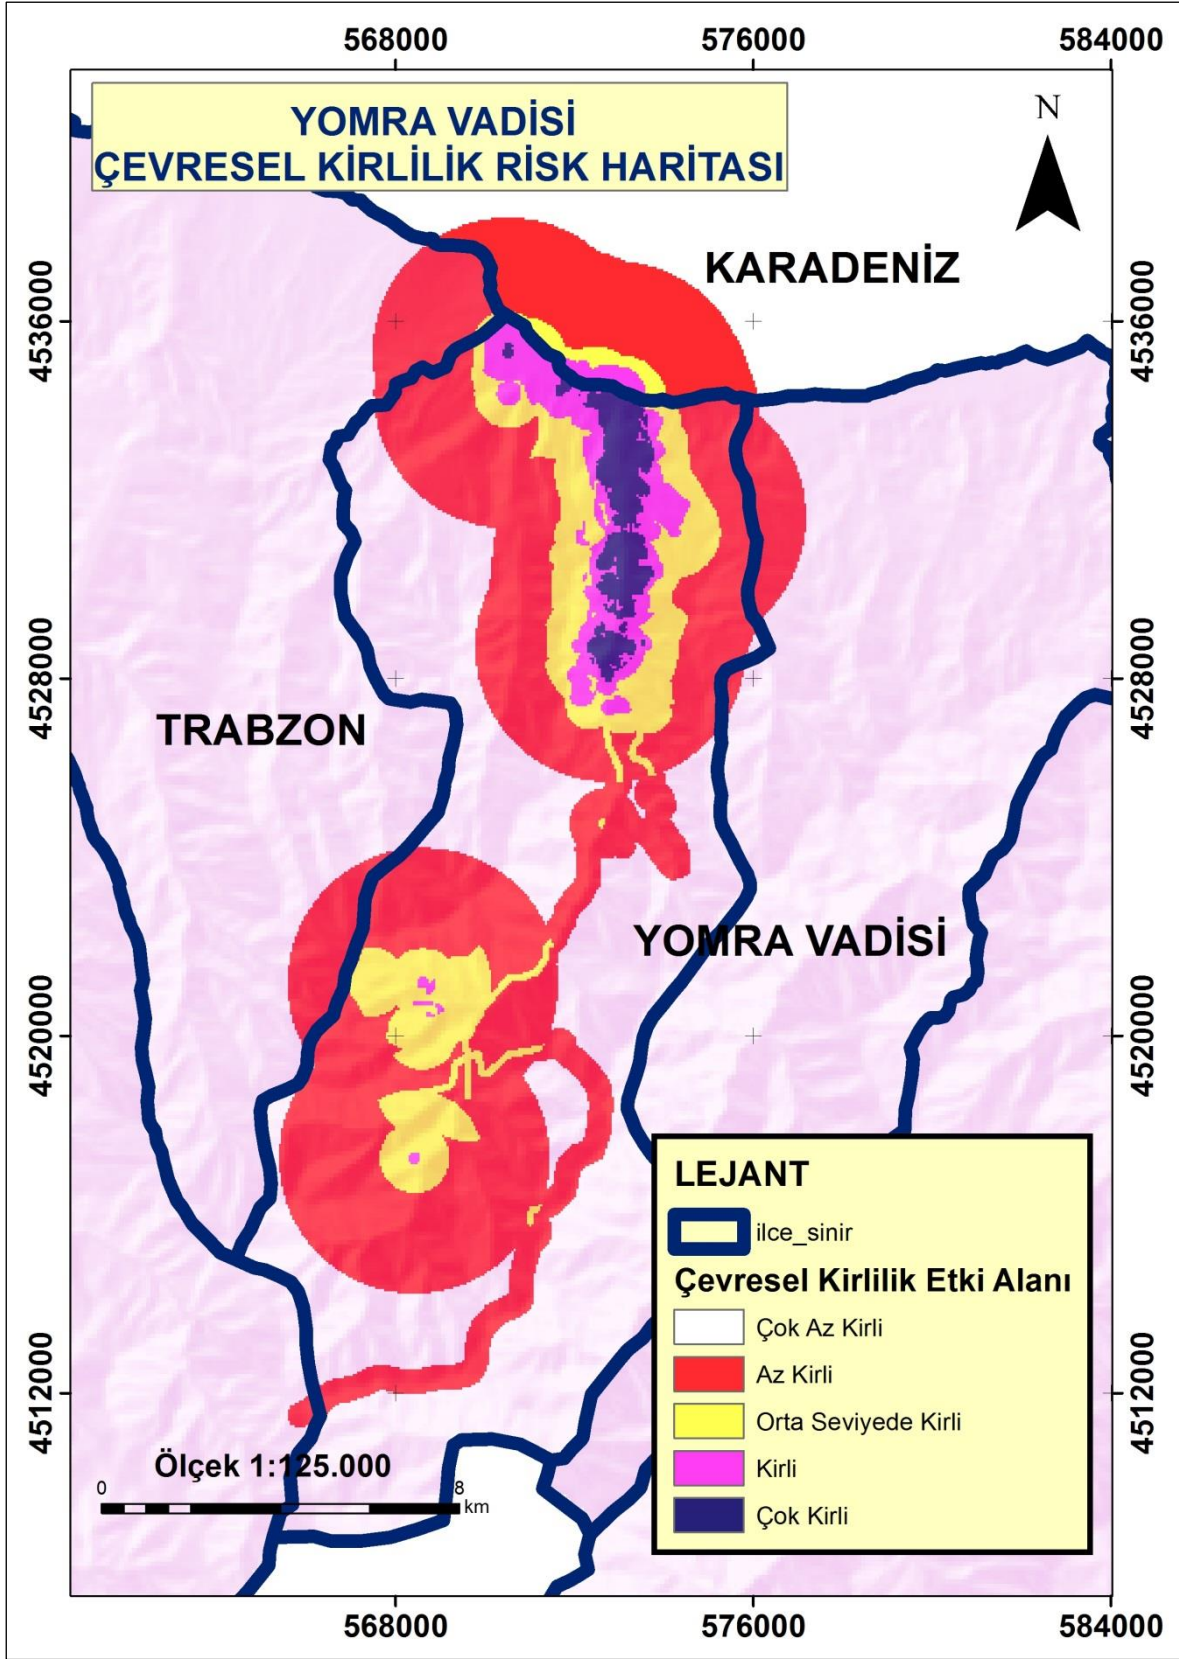 568000 576000 584000
YOMRA VADİSİ
ÇEVRESEL KİRLİLİK RİSK HARİTASI
N
KARADENİZ
4536000 4536000
4528000 4528000
TRABZON
YOMRA VADİSİ
4520000 4520000
LEJANT
ilce_sinir
Çevresel Kirlilik Etki Alanı
Çok Az Kirli
Az Kirli
Orta Seviyede Kirli
Kirli
Çok Kirli
4512000 4512000
Ölçek 1:125.000
0 8
km
568000 576000 584000